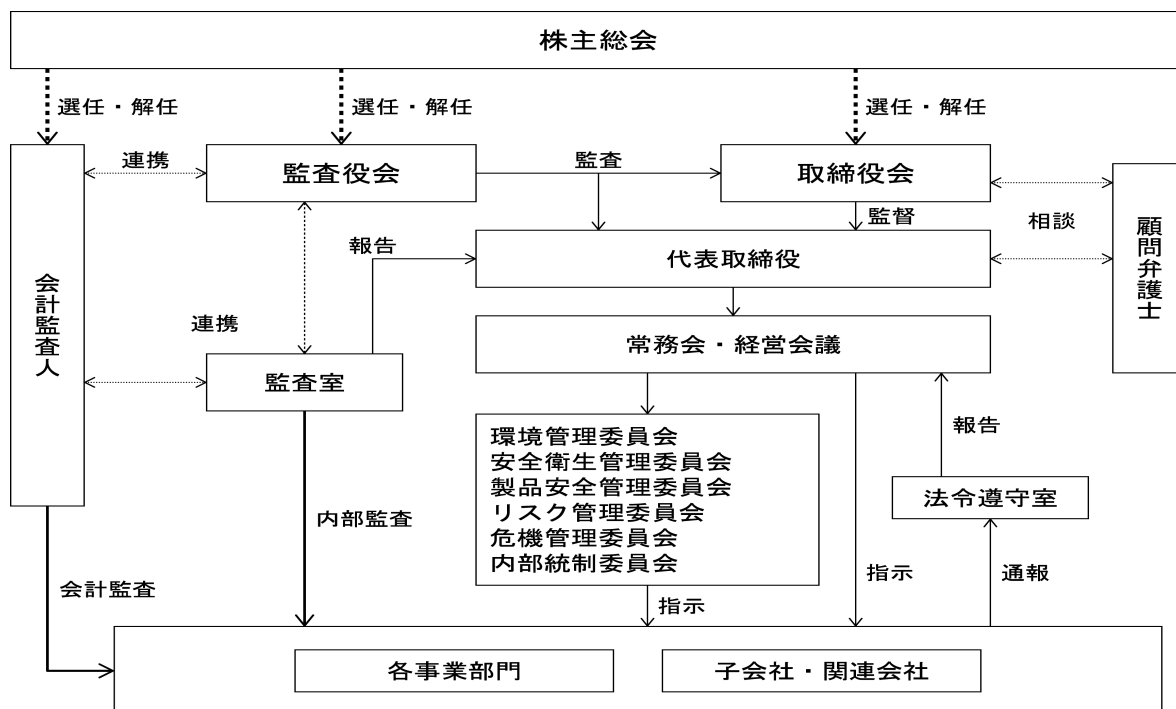 株主総会
選任・解任
選任・解任
選任・解任
連携
監査役会
監査
取締役会
監督
相談
顧問弁護士
報告
代表取締役
会計監査人
連携
常務会・経営会議
監査室
環境管理委員会
安全衛生管理委員会
製品安全管理委員会
リスク管理委員会
危機管理委員会
内部統制委員会
報告
法令遵守室
内部監査
会計監査
指示
指示
通報
各事業部門
子会社・関連会社